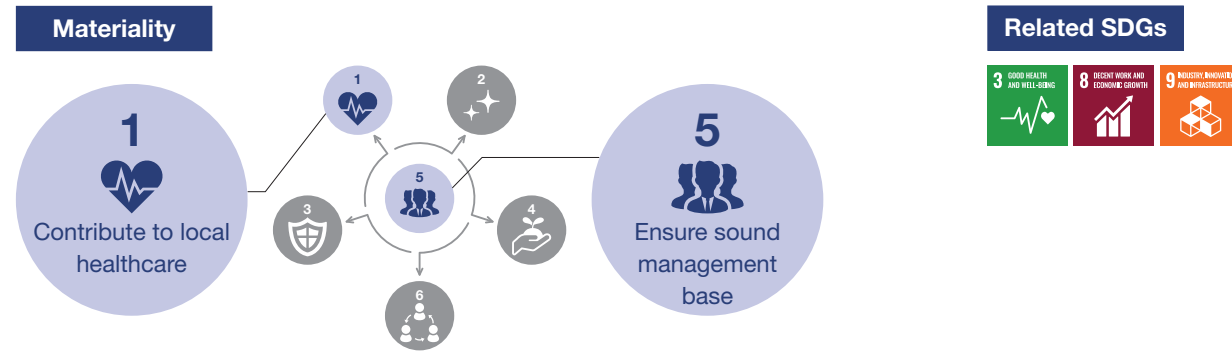 Materiality
Related SDGs
1
Contribute to local
healthcare
1
2
3
4
5
6
5
Ensure sound
management
base
3 GOOD HEALTH
AND WELL-BEING
8 DECENT WORK AND
ECONOMIC GROWTH
9 INDUSTRY, INNOVATION
AND INFRASTRUCTURE